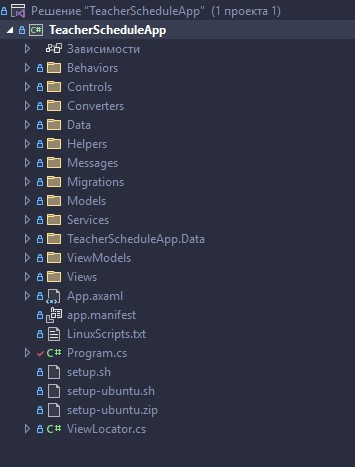 Решение "TeacherScheduleApp" (1 проекта 1)
TeacherScheduleApp
Зависимости
Behaviors
Controls
Converters
Data
Helpers
Messages
Migrations
Models
Services
TeacherScheduleApp.Data
ViewModels
Views
App.axaml
app.manifest
LinuxScripts.txt
C# Program.cs
setup.sh
setup-ubuntu.sh
setup-ubuntu.zip
C# ViewLocator.cs